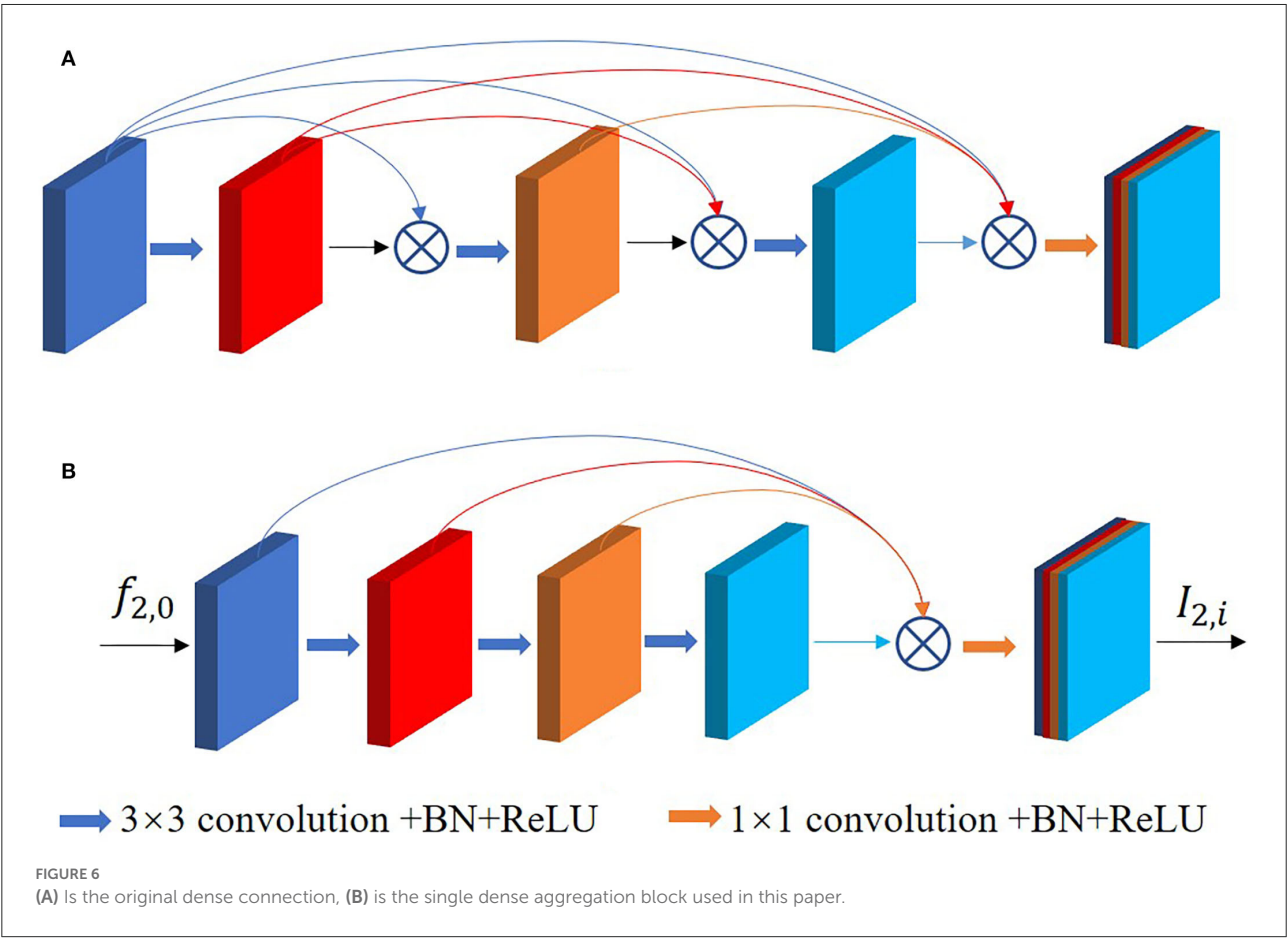 A
B
f2,0
I2,i
3×3 convolution +BN+ReLU
1×1 convolution +BN+ReLU
FIGURE 6
(A) Is the original dense connection, (B) is the single dense aggregation block used in this paper.